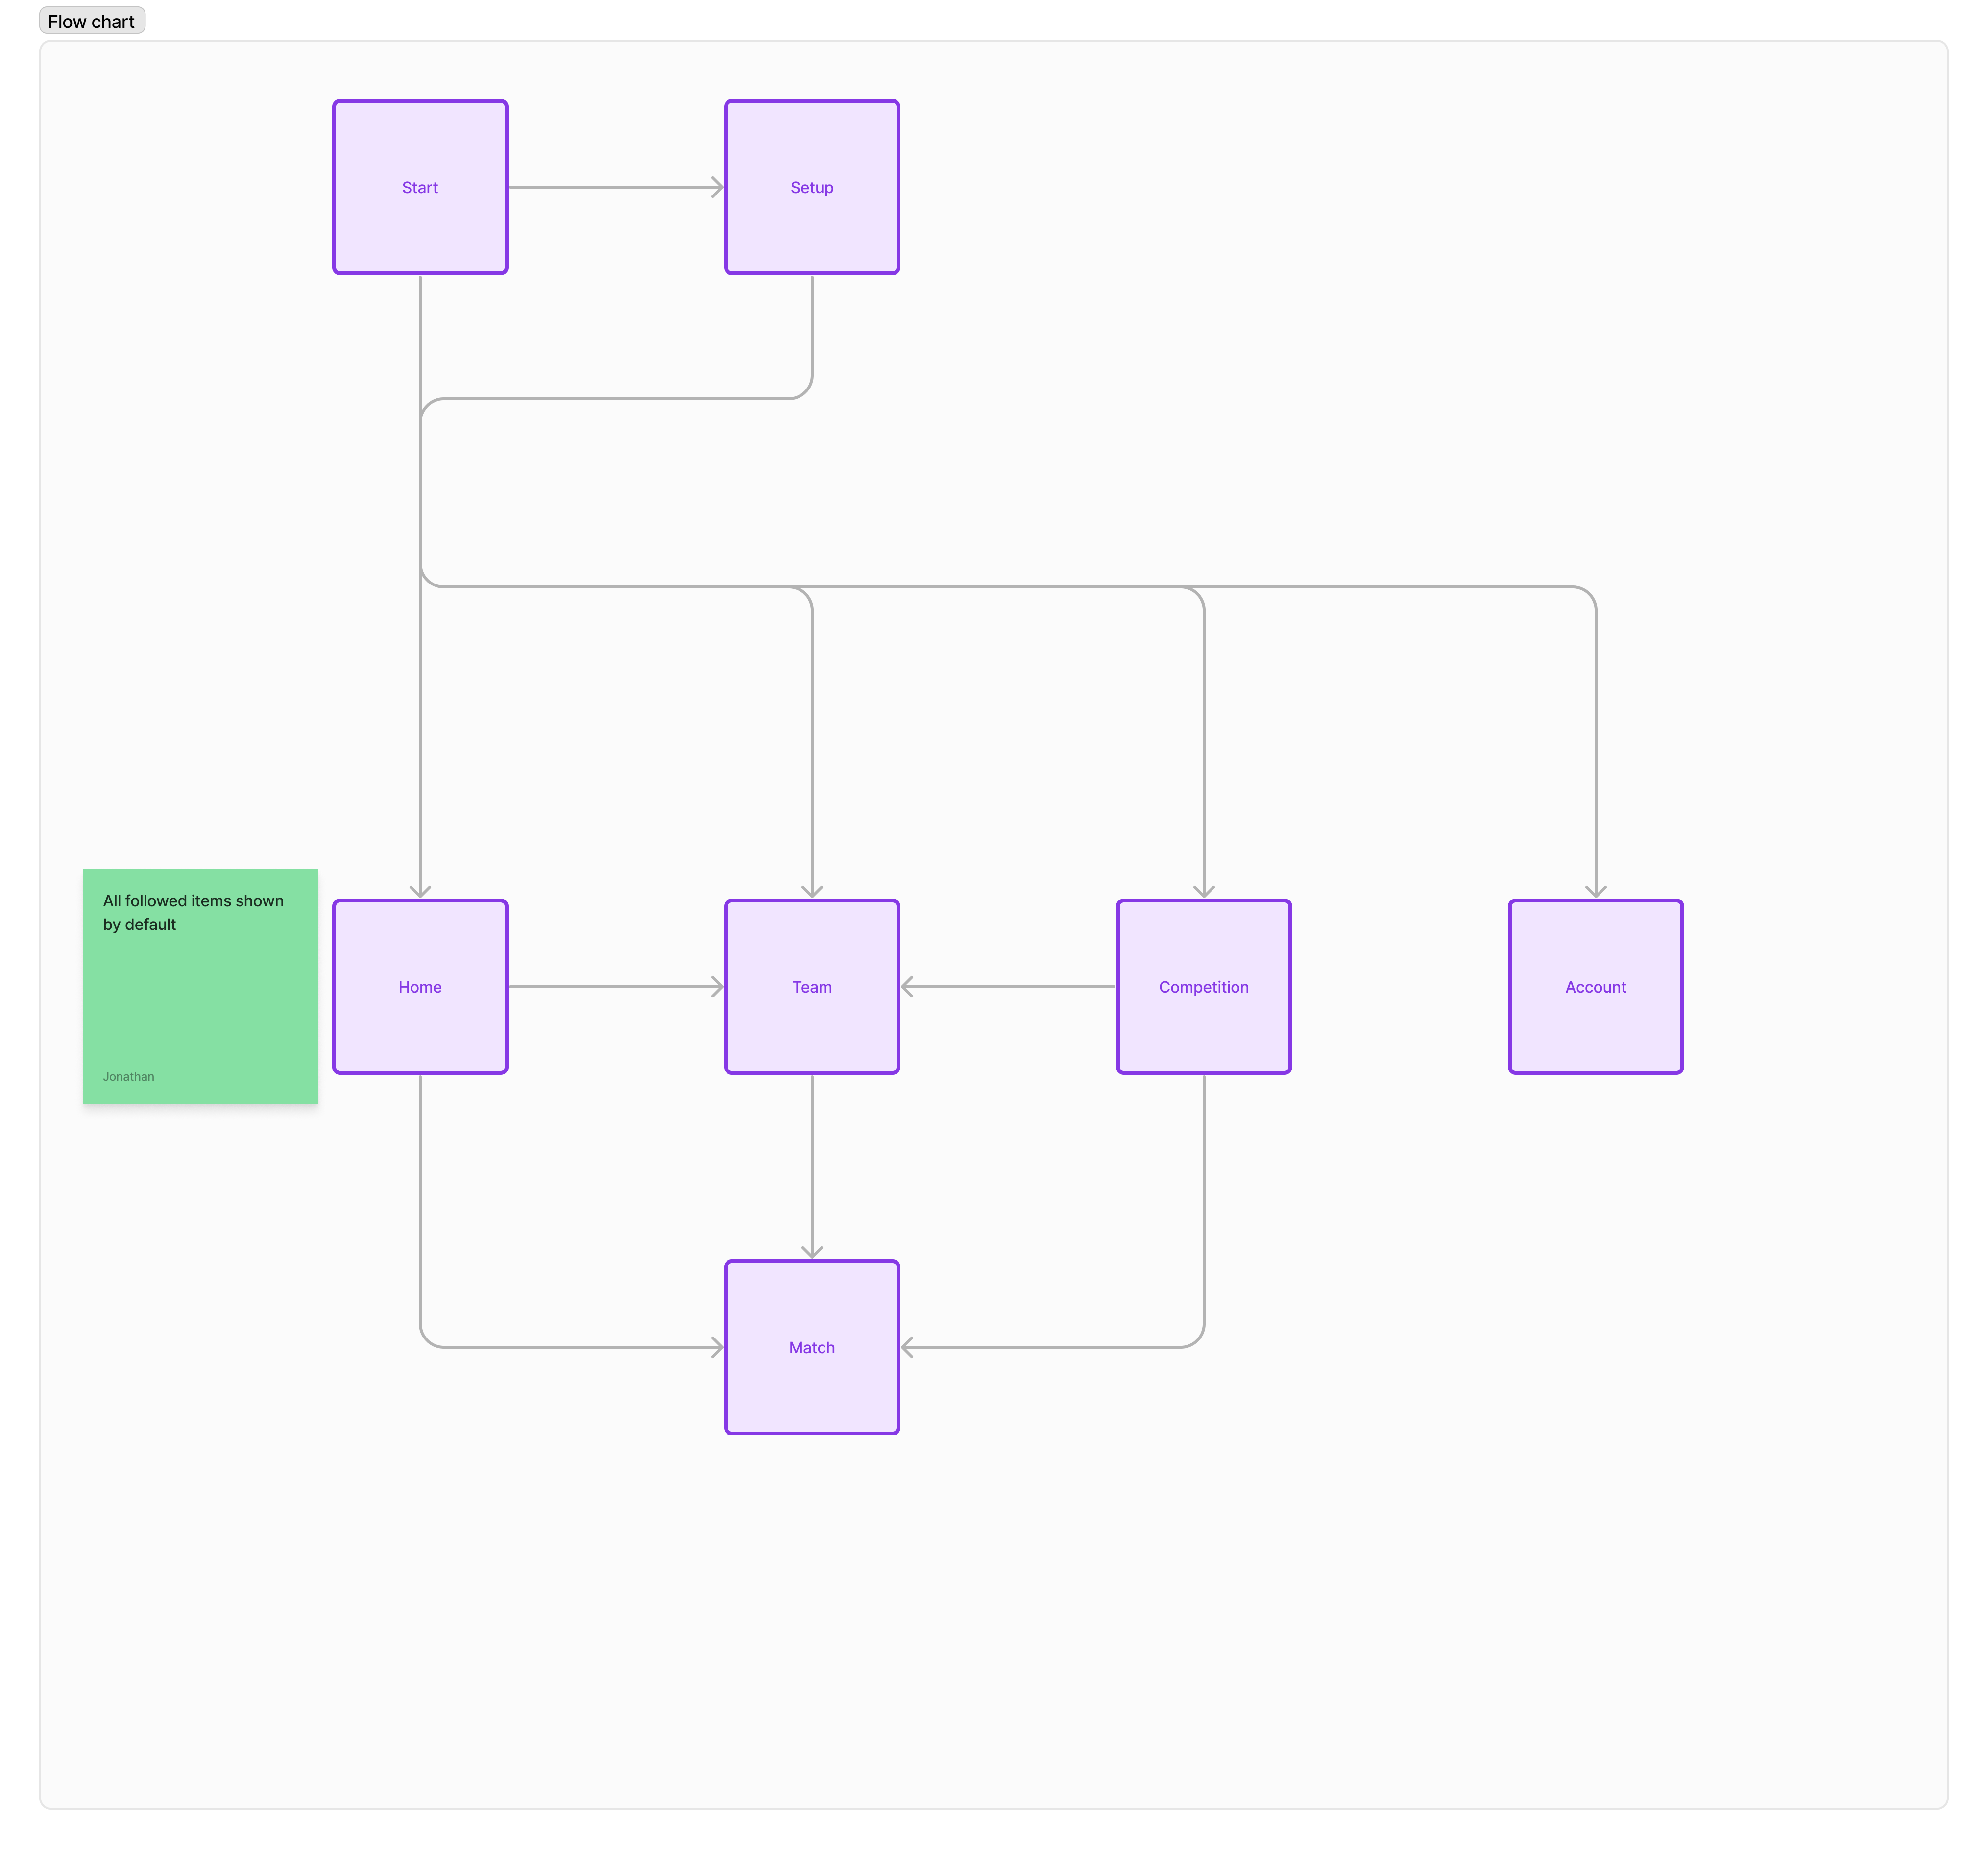 Flow chart
Start
Setup
All followed items shown
by default
Jonathan
Home
Team
Competition
Account
Match